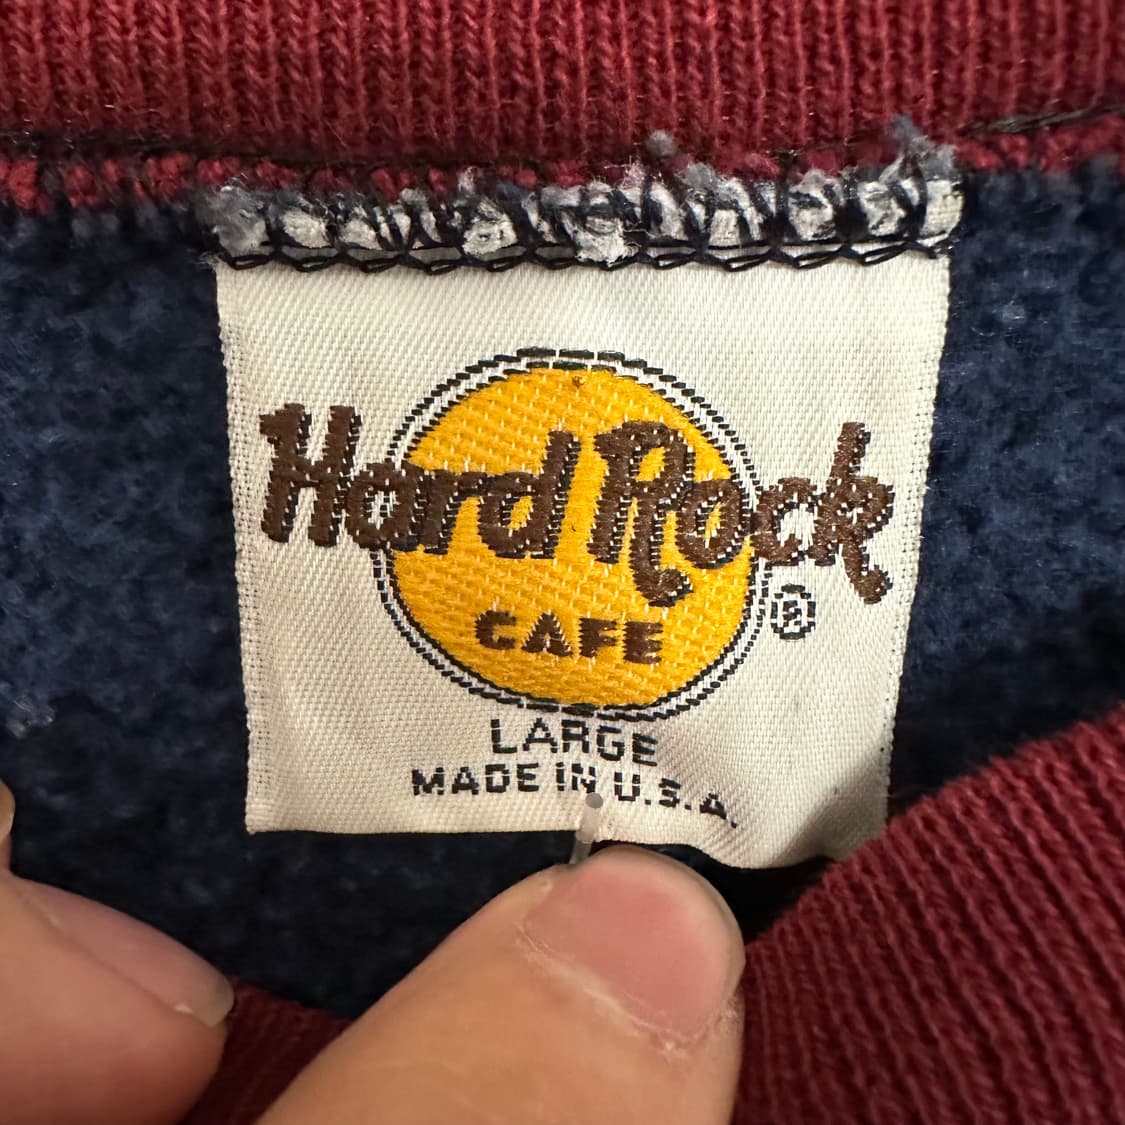 Hard Rock
CAFE
®
LARGE
MADE IN U.S.A.